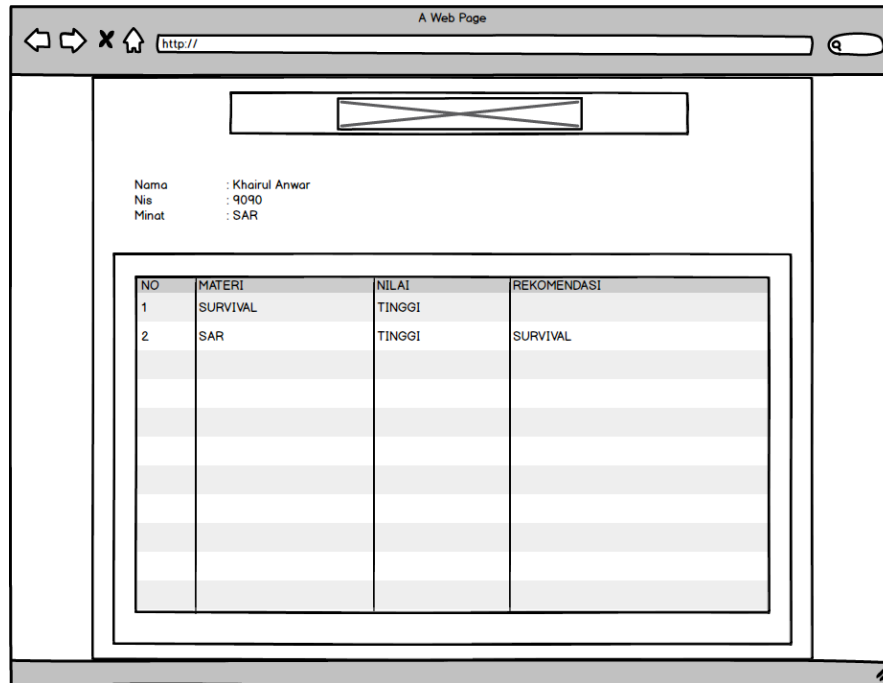 A Web Page
http://
Nama : Khairul Anwar
Nis : 9090
Minat : SAR
NO MATERI NILAI REKOMENDASI
1 SURVIVAL TINGGI
2 SAR TINGGI SURVIVAL